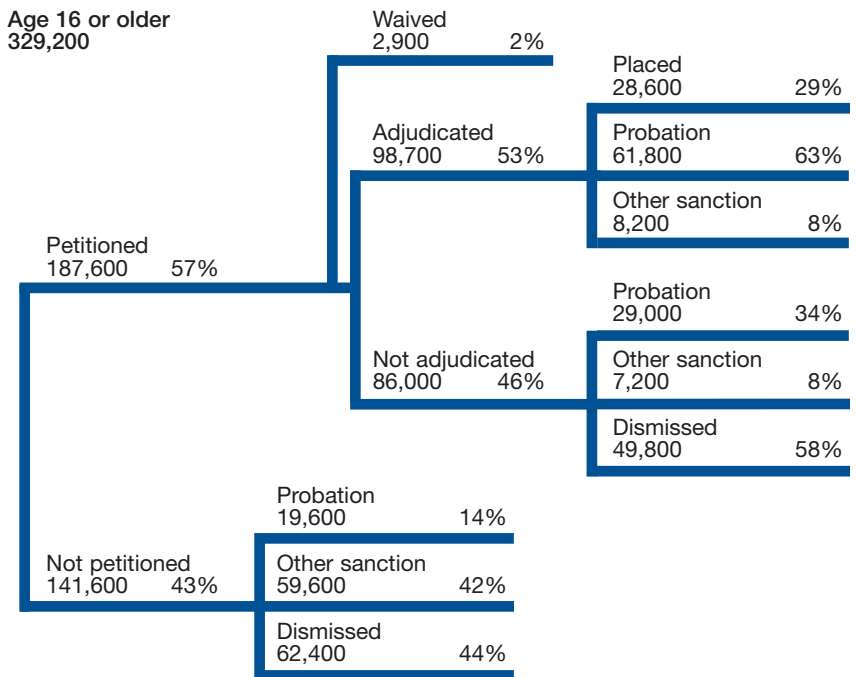 Age 16 or older
329,200
Waived
2,900 2%
Placed
28,600 29%
Adjudicated
98,700 53%
Probation
61,800 63%
Other sanction
8,200 8%
Petitioned
187,600 57%
Probation
29,000 34%
Not adjudicated
86,000 46%
Other sanction
7,200 8%
Dismissed
49,800 58%
Probation
19,600 14%
Not petitioned
141,600 43%
Other sanction
59,600 42%
Dismissed
62,400 44%